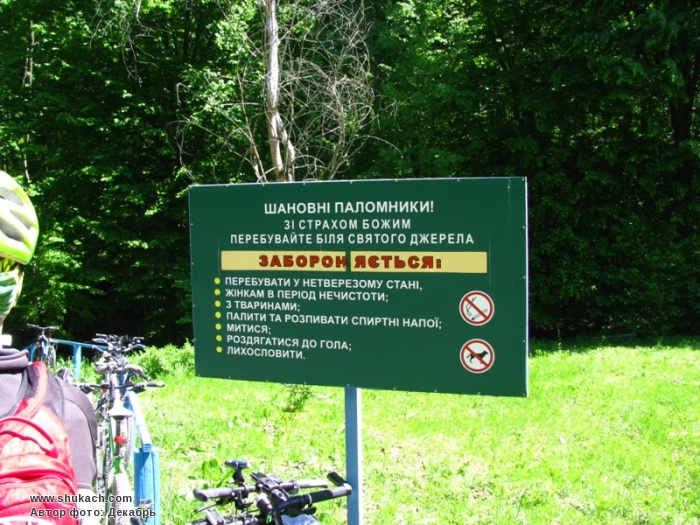 ШАНОВНІ ПАЛОМНИКИ!
ЗІ СТРАХОМ БОЖИМ
ПЕРЕБУВАЙТЕ БІЛЯ СВЯТОГО ДЖЕРЕЛА
ЗАБОРОНЯЄТЬСЯ:
ПЕРЕБУВАТИ У НЕТВЕРЕЗОМУ СТАНІ,
ЖІНКАМ В ПЕРІОД НЕЧИСТОТИ;
З ТВАРИНАМИ;
ПАЛИТИ ТА РОЗПИВАТИ СПИРТНІ НАПОЇ;
МИТИСЯ;
РОЗДЯГАТИСЯ ДО ГОЛА;
ЛИХОСЛОВИТИ.
www.shukach.com
Автор фото: Декабрь